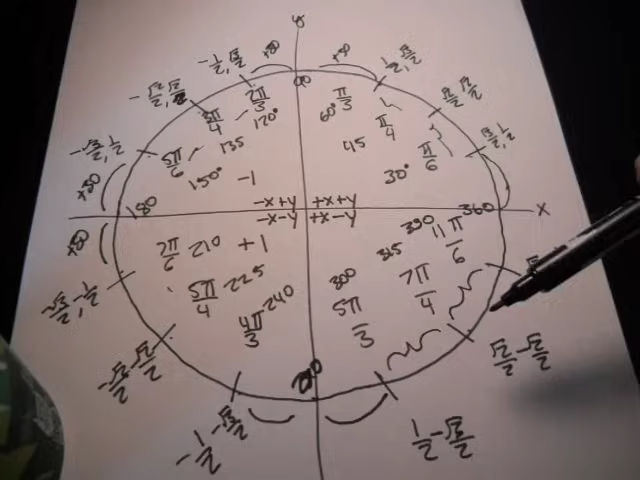 y
+30 +30
-1/2, √3/2 1/2, √3/2
-√2/2, √2/2 √2/2, √2/2
-√3/2, 1/2 √3/2, 1/2
90
2π/3 π/3
120° 60°
3π/4 π/4
135 45
5π/6 π/6
150° 30°
-1
+30
180 -x+y +x+y 360 x
-x-y +x-y
+30
7π/6 210 +1 315 330 11π/6
5π/4 225 300 7π/4
4π/3 240 5π/3
-√3/2, -1/2
-√2/2 -√2/2 √2/2 -√2/2
270
-1/2 -√3/2 1/2 -√3/2